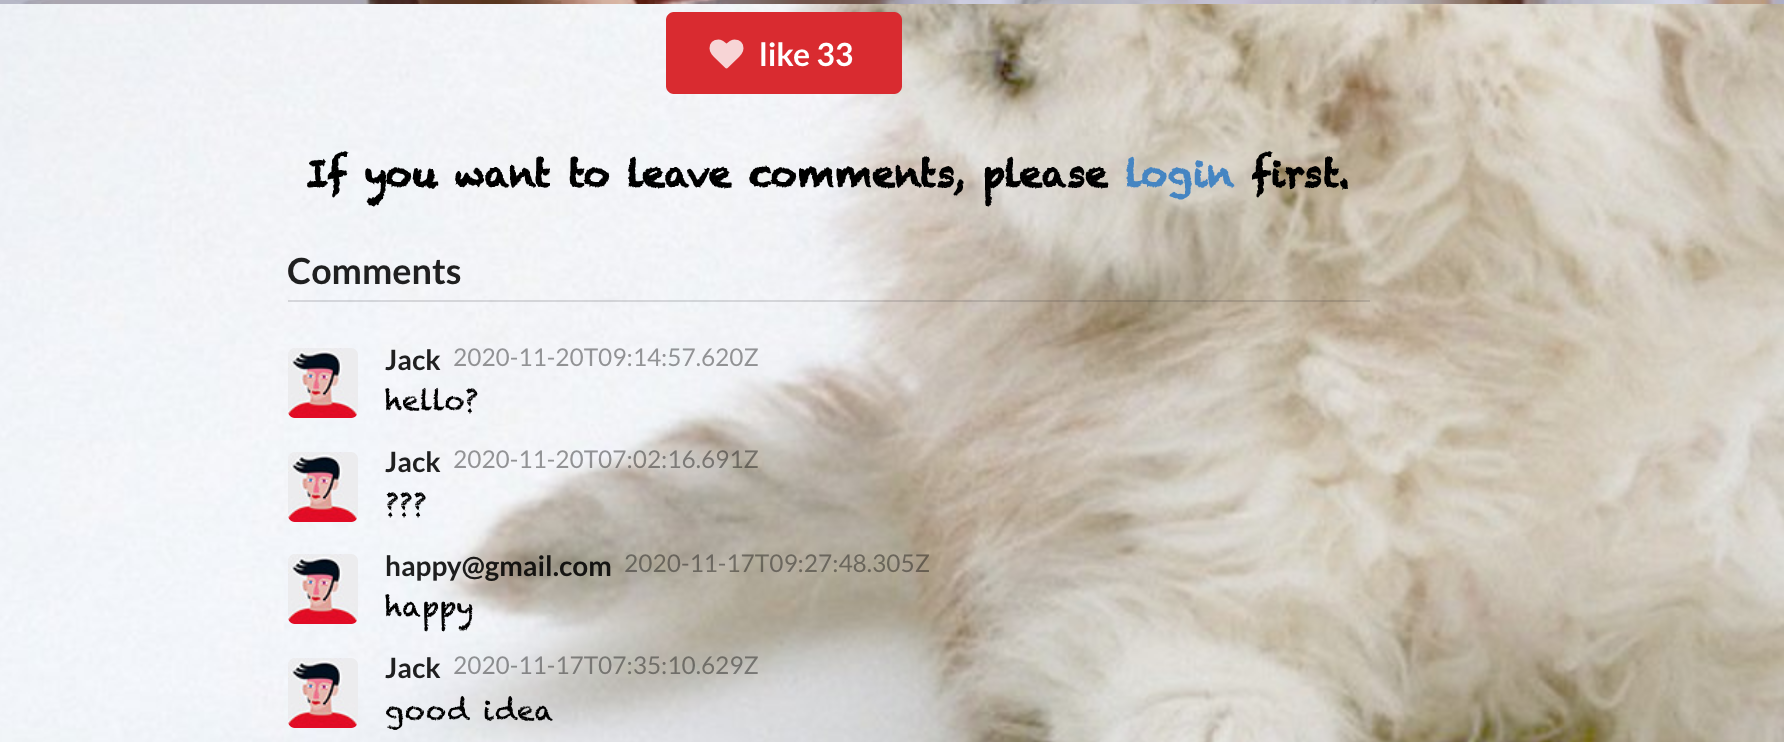 like 33
If you want to leave comments, please login first.
Comments
Jack 2020-11-20T09:14:57.620Z
hello?
Jack 2020-11-20T07:02:16.691Z
???
happy@gmail.com 2020-11-17T09:27:48.305Z
happy
Jack 2020-11-17T07:35:10.629Z
good idea